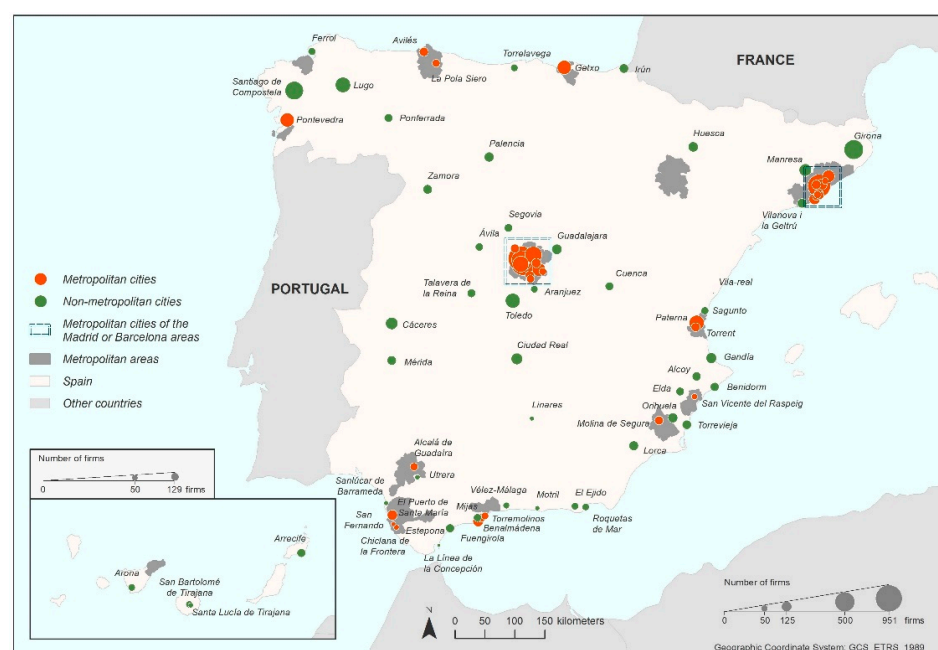 Ferrol
Avilés
La Pola Siero
Torrelavega
Getxo
Irún
FRANCE
Santiago de
Compostela
Lugo
Pontevedra
Ponferrada
Palencia
Huesca
Girona
Manresa
Zamora
Vilanova i
la Geltrú
Segovia
Ávila
Guadalajara
Cuenca
Talavera de
la Reina
Aranjuez
Toledo
Vila-real
Sagunto
Paterna
Torrent
PORTUGAL
Cáceres
Ciudad Real
Mérida
Gandía
Alcoy
Elda
Benidorm
San Vicente del Raspeig
Orihuela
Linares
Molina de Segura
Torrevieja
Lorca
Metropolitan cities
Non-metropolitan cities
Metropolitan cities of the
Madrid or Barcelona areas
Metropolitan areas
Spain
Other countries
Alcalá de
Guadaíra
Utrera
Sanlúcar de
Barrameda
El Puerto de
Santa María
San
Fernando
Chiclana de
la Frontera
Estepona
Mijas
Vélez-Málaga
Motril
El Ejido
Roquetas
de Mar
Torremolinos
Benalmádena
Fuengirola
La Línea de
la Concepción
Number of firms
0 50 129 firms
Arrecife
Arona
San Bartolomé
de Tirajana
Santa Lucía de Tirajana
N
0 50 100 150 kilometers
Number of firms
0 50 125 500 951 firms
Geographic Coordinate System: GCS_ETRS_1989